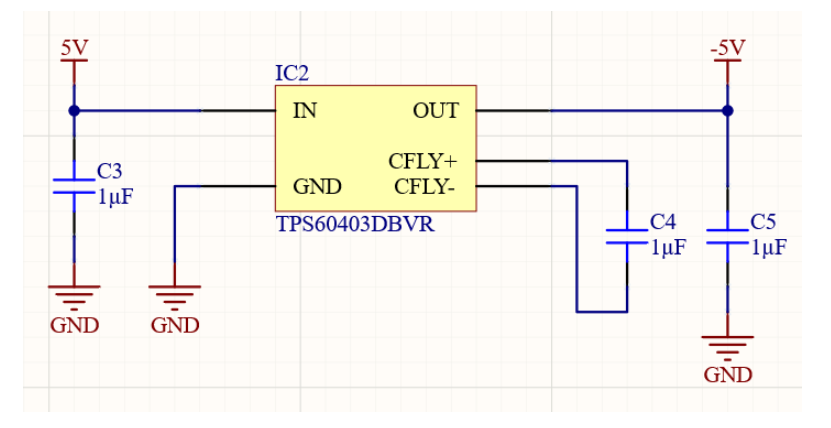 5V
-5V
IC2
IN
OUT
CFLY+
GND
CFLY-
TPS60403DBVR
C3
1µF
C4
1µF
C5
1µF
GND
GND
GND